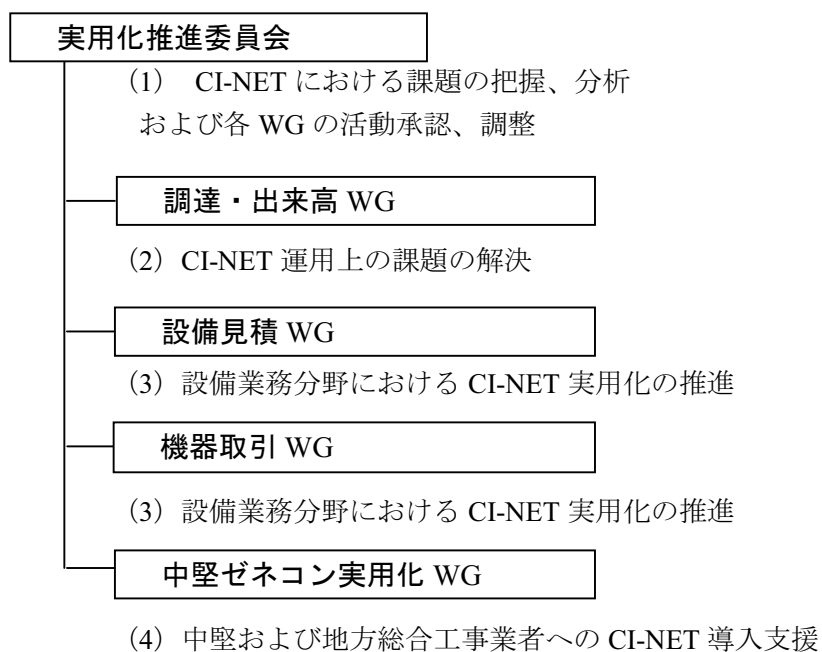 実用化推進委員会
(1) CI-NET における課題の把握、分析
および各 WG の活動承認、調整
調達・出来高 WG
(2) CI-NET 運用上の課題の解決
設備見積 WG
(3) 設備業務分野における CI-NET 実用化の推進
機器取引 WG
(3) 設備業務分野における CI-NET 実用化の推進
中堅ゼネコン実用化 WG
(4) 中堅および地方総合工事業者への CI-NET 導入支援